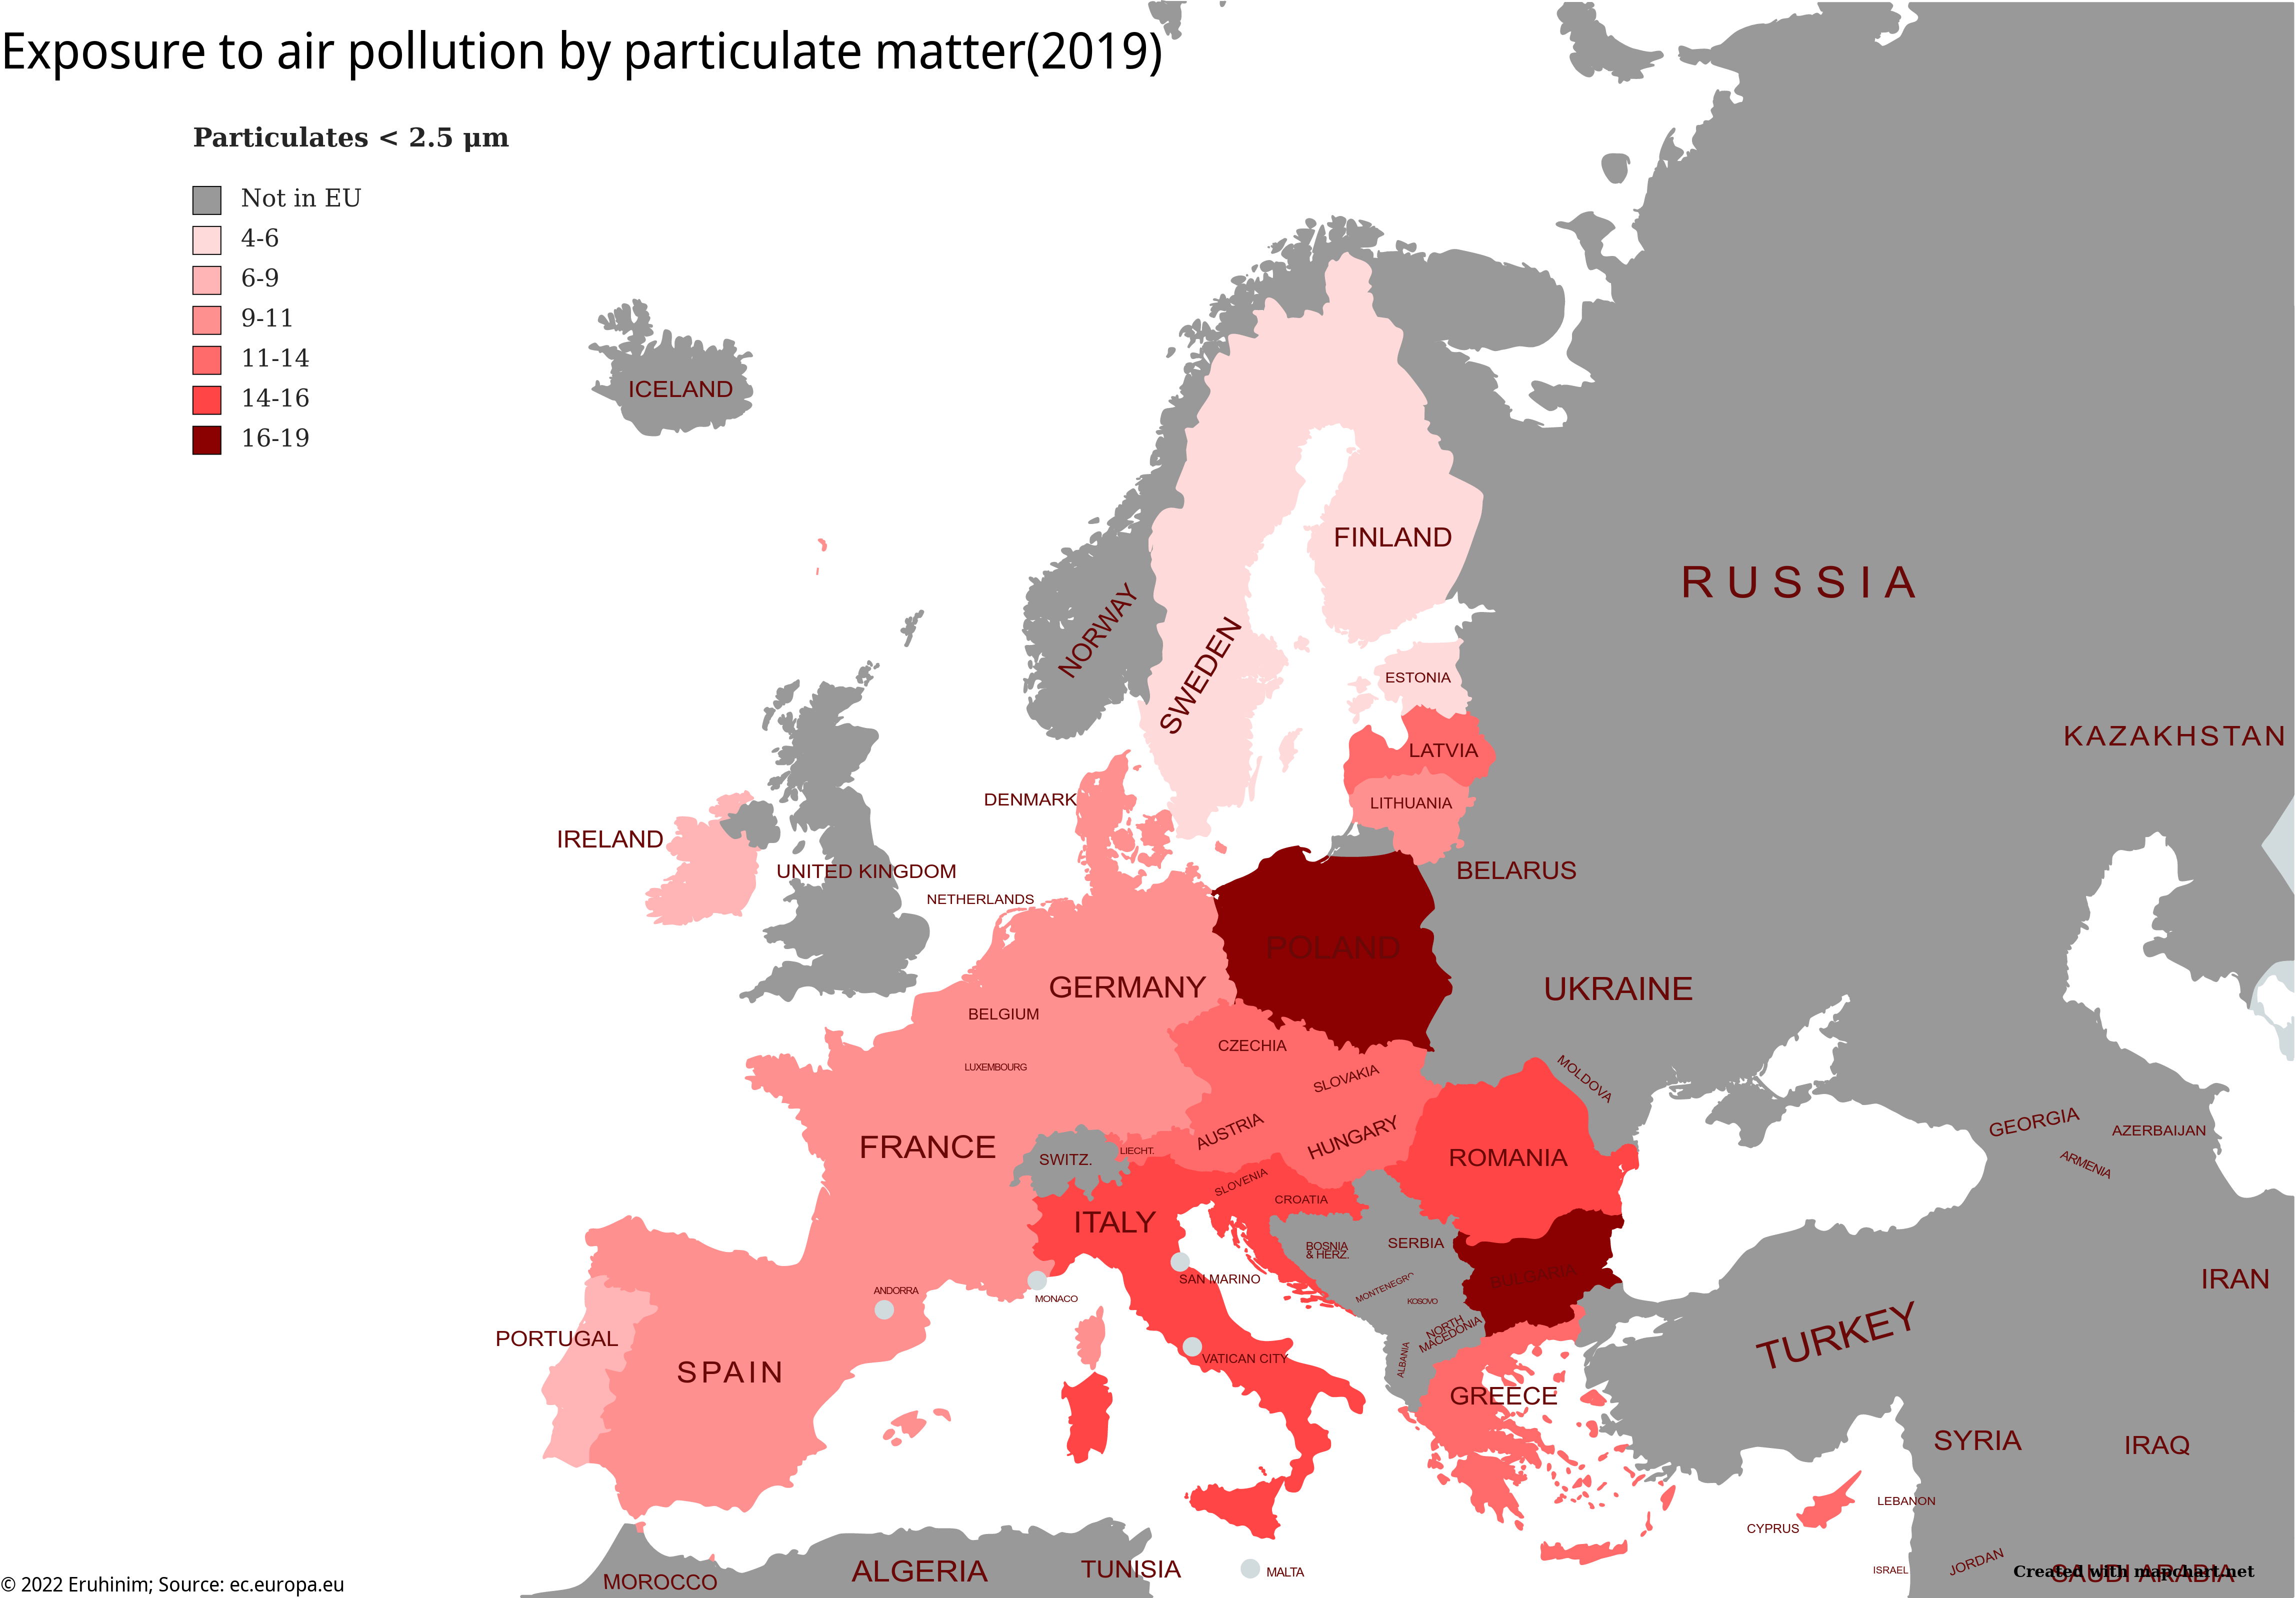 Exposure to air pollution by particulate matter(2019)
Particulates < 2.5 µm
Not in EU
4-6
6-9
9-11
11-14
14-16
16-19
ICELAND
FINLAND
RUSSIA
NORWAY
SWEDEN
ESTONIA
KAZAKHSTAN
LATVIA
DENMARK
LITHUANIA
IRELAND
UNITED KINGDOM
BELARUS
NETHERLANDS
POLAND
GERMANY
UKRAINE
BELGIUM
CZECHIA
LUXEMBOURG
SLOVAKIA
MOLDOVA
AUSTRIA
HUNGARY
GEORGIA
AZERBAIJAN
FRANCE
LIECHT.
SWITZ.
ROMANIA
ARMENIA
SLOVENIA
CROATIA
ITALY
BOSNIA
& HERZ.
SERBIA
SAN MARINO
BULGARIA
IRAN
ANDORRA
MONACO
MONTENEGRO
KOSOVO
NORTH
MACEDONIA
PORTUGAL
TURKEY
VATICAN CITY
ALBANIA
SPAIN
GREECE
SYRIA
IRAQ
LEBANON
CYPRUS
MOROCCO
ALGERIA
TUNISIA
MALTA
ISRAEL
JORDAN
SAUDI ARABIA
Created with mapchart.net
© 2022 Eruhinim; Source: ec.europa.eu